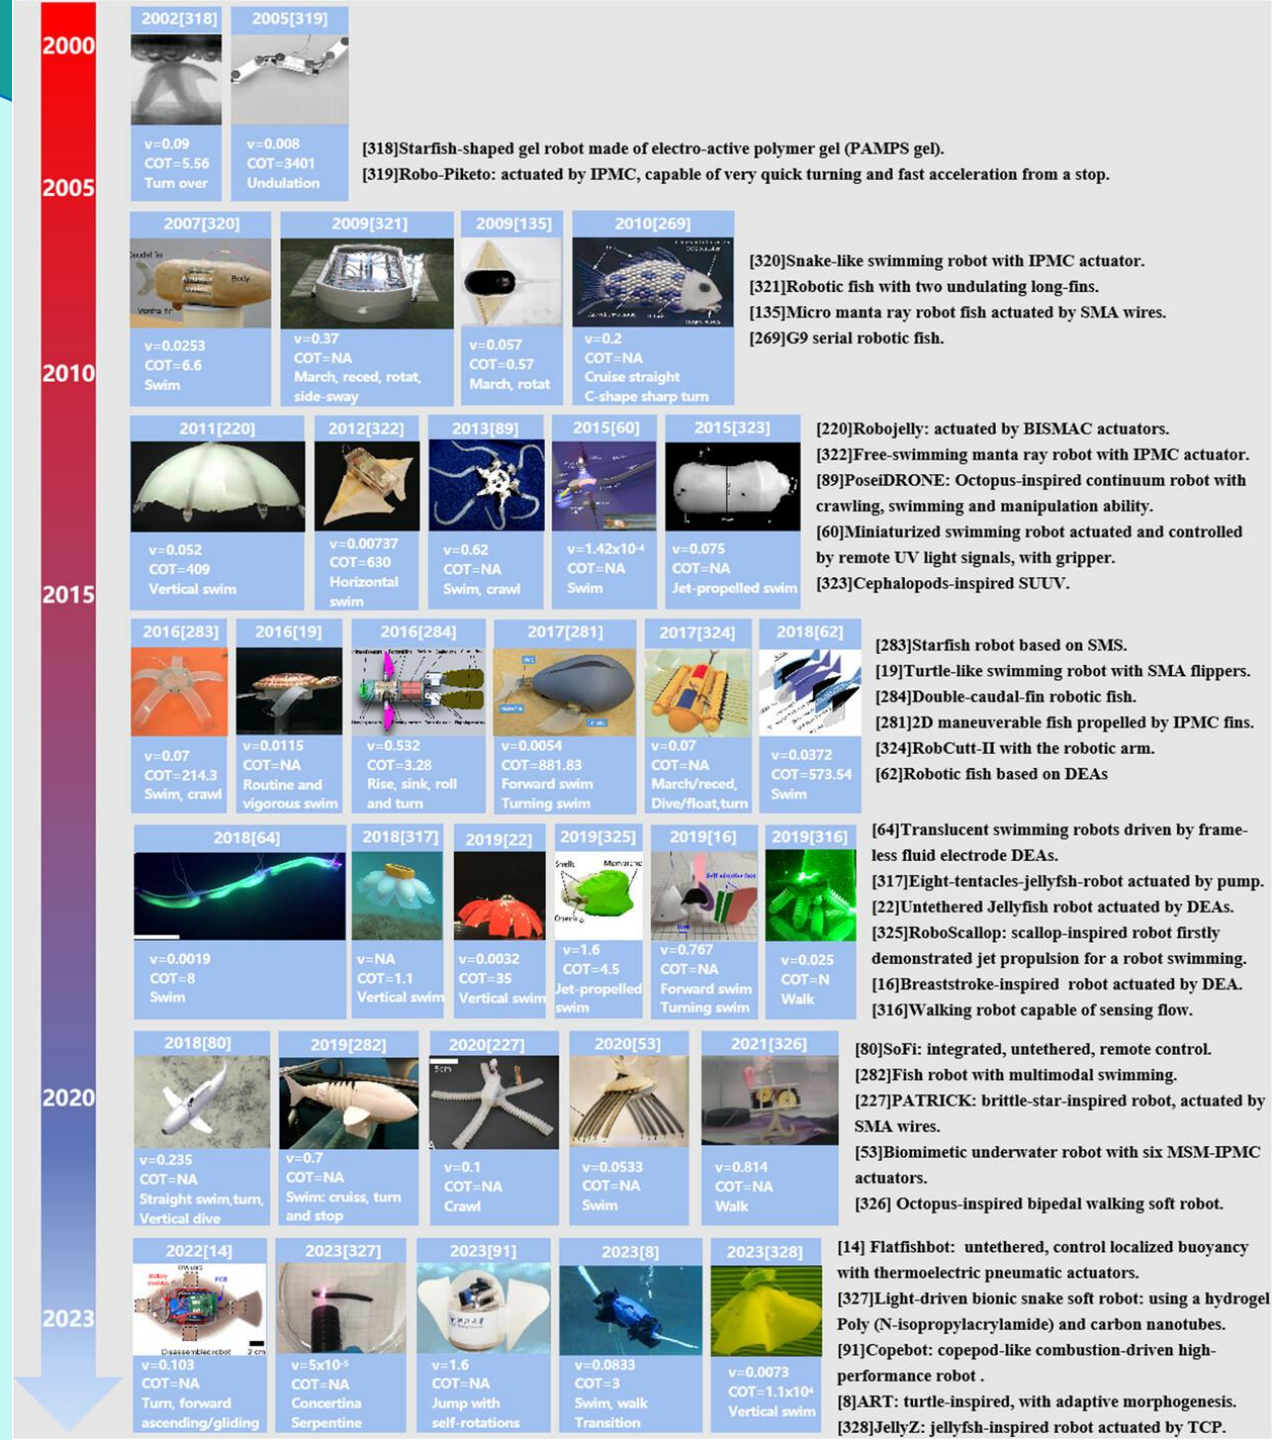 2000
2002[318]
v=0.09
COT=5.56
Turn over
2005[319]
v=0.008
COT=3401
Undulation
[318]Starfish-shaped gel robot made of electro-active polymer gel (PAMPS gel).
[319]Robo-Piketo: actuated by IPMC, capable of very quick turning and fast acceleration from a stop.
2005
2007[320]
Body
v=0.0253
COT=6.6
Swim
2009[321]
v=0.37
COT=NA
March, reced, rotat,
side-sway
2009[135]
v=0.057
COT=0.57
March, rotat
2010[269]
v=0.2
COT=NA
Cruise straight
C-shape sharp turn
[320]Snake-like swimming robot with IPMC actuator.
[321]Robotic fish with two undulating long-fins.
[135]Micro manta ray robot fish actuated by SMA wires.
[269]G9 serial robotic fish.
2010
2011[220]
v=0.052
COT=409
Vertical swim
2012[322]
v=0.00737
COT=630
Horizontal
swim
2013[89]
v=0.62
COT=NA
Swim, crawl
2015[60]
v=1.42x10⁻⁴
COT=NA
Swim
2015[323]
v=0.075
COT=NA
Jet-propelled swim
[220]Robojelly: actuated by BISMAC actuators.
[322]Free-swimming manta ray robot with IPMC actuator.
[89]PoseiDRONE: Octopus-inspired continuum robot with
crawling, swimming and manipulation ability.
[60]Miniaturized swimming robot actuated and controlled
by remote UV light signals, with gripper.
[323]Cephalopods-inspired SUUV.
2015
2016[283]
v=0.07
COT=214.3
Swim, crawl
2016[19]
v=0.0115
COT=NA
Routine and
vigorous swim
2016[284]
v=0.532
COT=3.28
Rise, sink, roll
and turn
2017[281]
v=0.0054
COT=881.83
Forward swim
Turning swim
2017[324]
v=0.07
COT=NA
March/reced,
Dive/float,turn
2018[62]
v=0.0372
COT=573.54
Swim
[283]Starfish robot based on SMS.
[19]Turtle-like swimming robot with SMA flippers.
[284]Double-caudal-fin robotic fish.
[281]2D maneuverable fish propelled by IPMC fins.
[324]RobCutt-II with the robotic arm.
[62]Robotic fish based on DEAs
2018[64]
v=0.0019
COT=8
Swim
2018[317]
v=NA
COT=1.1
Vertical swim
2019[22]
v=0.0032
COT=35
Vertical swim
2019[325]
Shells
Membrane
Opening
v=1.6
COT=4.5
Jet-propelled
swim
2019[16]
Self-adaptive foot
v=0.767
COT=NA
Forward swim
Turning swim
2019[316]
v=0.025
COT=N
Walk
[64]Translucent swimming robots driven by frame-
less fluid electrode DEAs.
[317]Eight-tentacles-jellyfsh-robot actuated by pump.
[22]Untethered Jellyfish robot actuated by DEAs.
[325]RoboScallop: scallop-inspired robot firstly
demonstrated jet propulsion for a robot swimming.
[16]Breaststroke-inspired robot actuated by DEA.
[316]Walking robot capable of sensing flow.
2020
2018[80]
v=0.235
COT=NA
Straight swim,turn,
Vertical dive
2019[282]
v=0.7
COT=NA
Swim: cruiss, turn
and stop
2020[227]
5cm
A
v=0.1
COT=NA
Crawl
2020[53]
v=0.0533
COT=NA
Swim
2021[326]
v=0.814
COT=NA
Walk
[80]SoFi: integrated, untethered, remote control.
[282]Fish robot with multimodal swimming.
[227]PATRICK: brittle-star-inspired robot, actuated by
SMA wires.
[53]Biomimetic underwater robot with six MSM-IPMC
actuators.
[326] Octopus-inspired bipedal walking soft robot.
2023
2022[14]
PCB
Disassembled robot
2 cm
v=0.103
COT=NA
Turn, forward
ascending/gliding
2023[327]
v=5x10⁻⁵
COT=NA
Concertina
Serpentine
2023[91]
v=1.6
COT=NA
Jump with
self-rotations
2023[8]
v=0.0833
COT=3
Swim, walk
Transition
2023[328]
v=0.0073
COT=1.1x10⁴
Vertical swim
[14] Flatfishbot: untethered, control localized buoyancy
with thermoelectric pneumatic actuators.
[327]Light-driven bionic snake soft robot: using a hydrogel
Poly (N-isopropylacrylamide) and carbon nanotubes.
[91]Copebot: copepod-like combustion-driven high-
performance robot .
[8]ART: turtle-inspired, with adaptive morphogenesis.
[328]JellyZ: jellyfsh-inspired robot actuated by TCP.